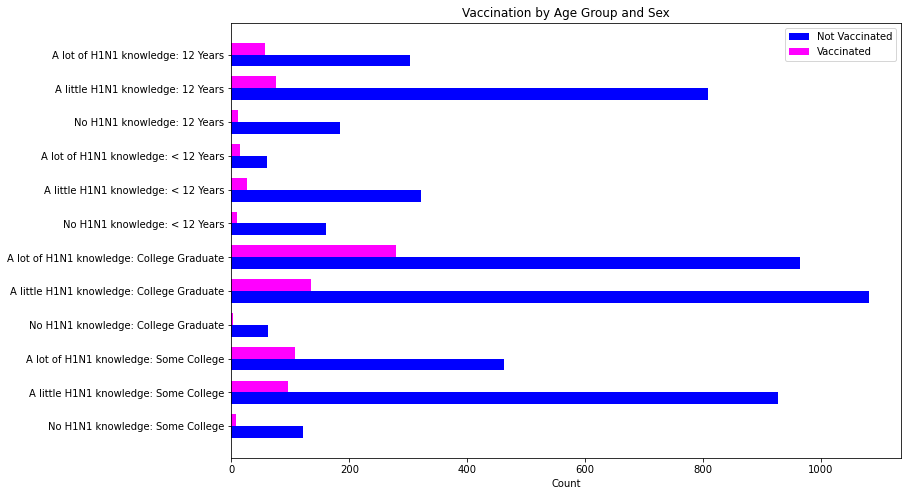 Vaccination by Age Group and Sex
Not Vaccinated
Vaccinated
A lot of H1N1 knowledge: 12 Years
A little H1N1 knowledge: 12 Years
No H1N1 knowledge: 12 Years
A lot of H1N1 knowledge: < 12 Years
A little H1N1 knowledge: < 12 Years
No H1N1 knowledge: < 12 Years
A lot of H1N1 knowledge: College Graduate
A little H1N1 knowledge: College Graduate
No H1N1 knowledge: College Graduate
A lot of H1N1 knowledge: Some College
A little H1N1 knowledge: Some College
No H1N1 knowledge: Some College
0 200 400 600 800 1000
Count